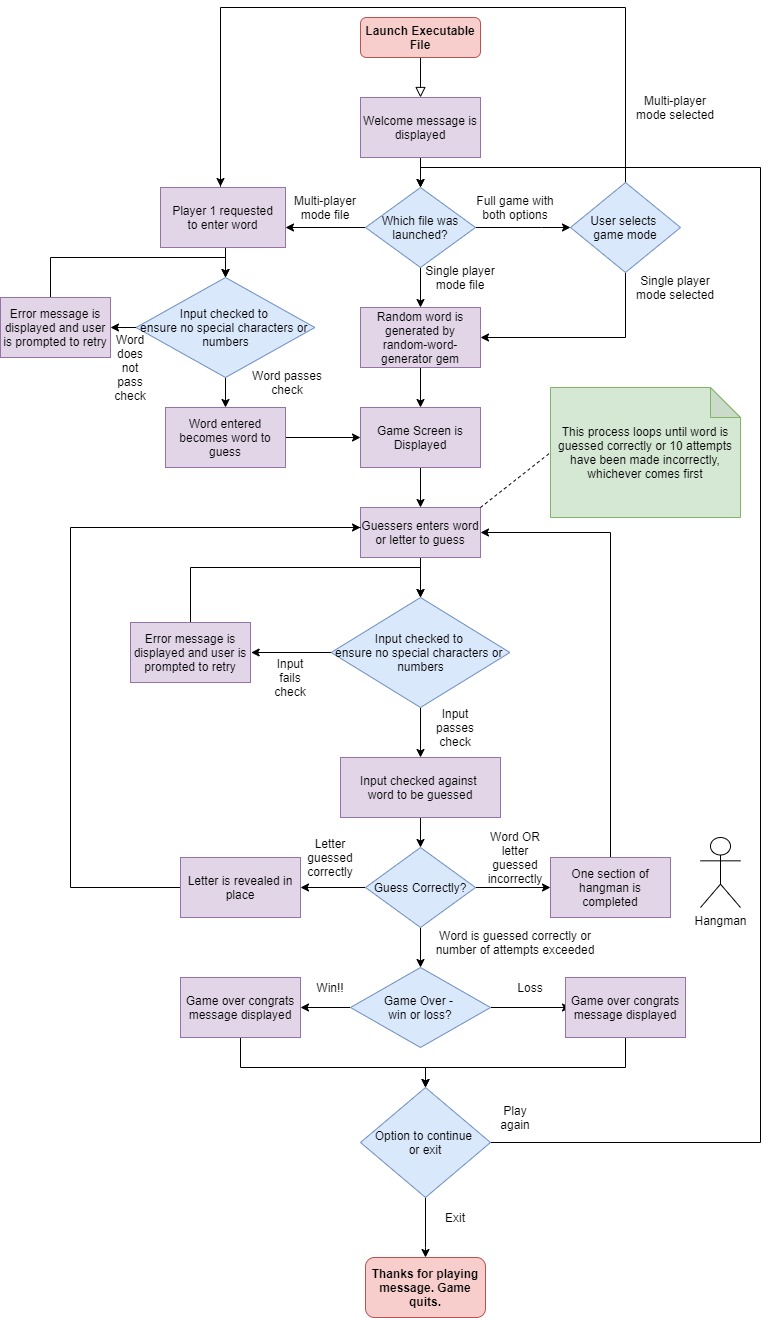 Launch Executable
File
Welcome message is
displayed
Multi-player
mode selected
Player 1 requested
to enter word
Multi-player
mode file
Which file was
launched?
Full game with
both options
User selects
game mode
Single player
mode file
Single player
mode selected
Error message is
displayed and user
is prompted to retry
Input checked to
ensure no special characters or
numbers
Word
does
not
pass
check
Random word is
generated by
random-word-
generator gem
Word passes
check
Word entered
becomes word to
guess
Game Screen is
Displayed
This process loops until word is
guessed correctly or 10 attempts
have been made incorrectly,
whichever comes first
Guessers enters word
or letter to guess
Error message is
displayed and user is
prompted to retry
Input
fails
check
Input checked to
ensure no special characters or
numbers
Input
passes
check
Input checked against
word to be guessed
Letter
guessed
correctly
Word OR
letter
guessed
incorrectly
Letter is revealed in
place
Guess Correctly?
One section of
hangman is
completed
Hangman
Word is guessed correctly or
number of attempts exceeded
Game over congrats
message displayed
Win!!
Game Over -
win or loss?
Loss
Game over congrats
message displayed
Option to continue
or exit
Play
again
Exit
Thanks for playing
message. Game
quits.